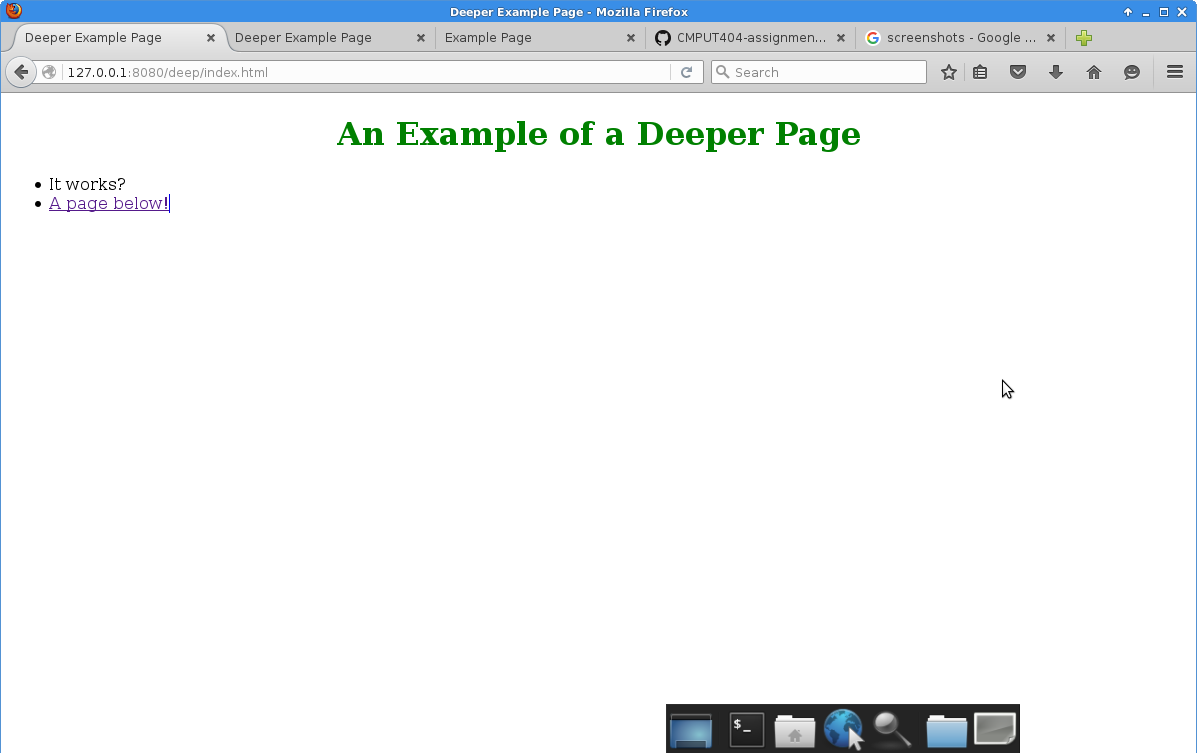 Deeper Example Page - Mozilla Firefox
Deeper Example Page
Deeper Example Page
Example Page
CMPUT404-assignmen...
screenshots - Google ...
127.0.0.1:8080/deep/index.html
Search
An Example of a Deeper Page
It works?
A page below!
$_